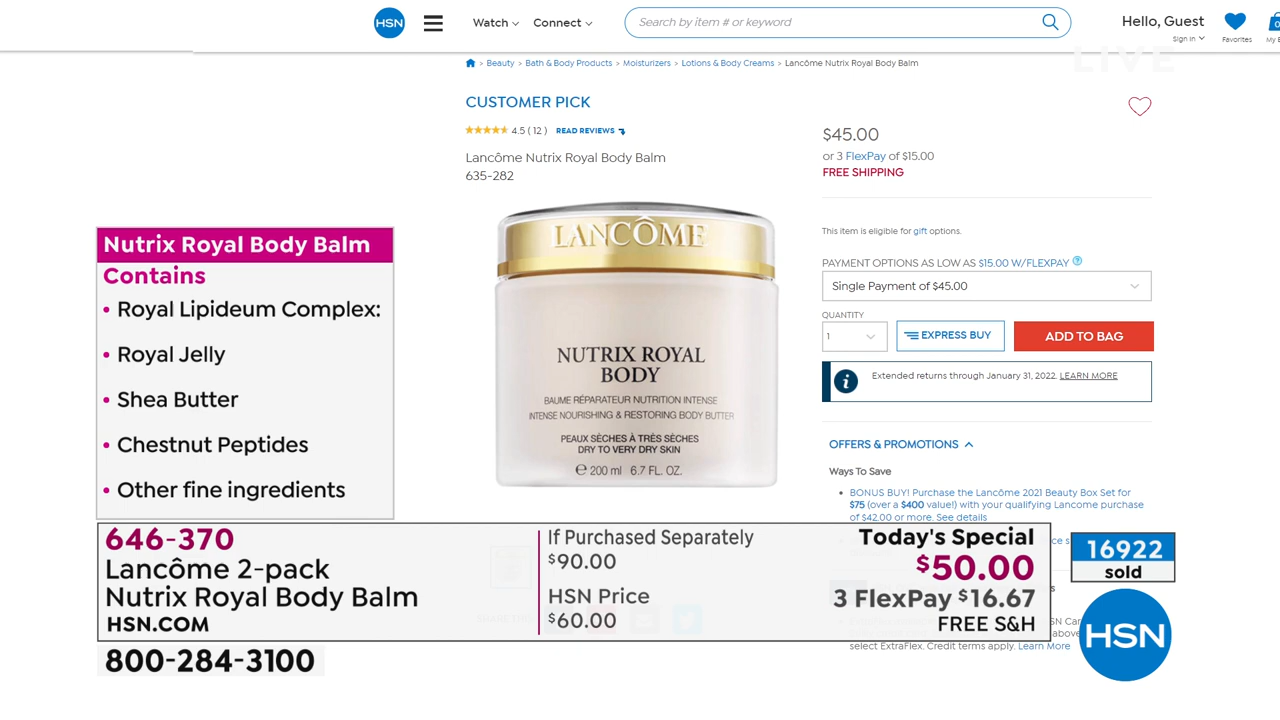 HSN
Watch
Connect
Search by item # or keyword
Hello, Guest
Sign In
Favorites
0
LIVE
> Beauty > Bath & Body Products > Moisturizers > Lotions & Body Creams > Lancôme Nutrix Royal Body Balm
CUSTOMER PICK
4.5 ( 12 ) READ REVIEWS
Lancôme Nutrix Royal Body Balm
635-282
$45.00
or 3 FlexPay of $15.00
FREE SHIPPING
This item is eligible for gift options.
PAYMENT OPTIONS AS LOW AS $15.00 W/FLEXPAY ?
Single Payment of $45.00
QUANTITY
1
EXPRESS BUY
ADD TO BAG
i
Extended returns through January 31, 2022. LEARN MORE
OFFERS & PROMOTIONS
Ways To Save
• BONUS BUY! Purchase the Lancôme 2021 Beauty Box Set for
$75 (over a $400 value!) with your qualifying Lancome purchase
of $42.00 or more. See details
select ExtraFlex. Credit terms apply. Learn More
LANCÔME
NUTRIX ROYAL
BODY
BAUME RÉPARATEUR NUTRITION INTENSE
INTENSE NOURISHING & RESTORING BODY BUTTER
PEAUX SÈCHES À TRÈS SÈCHES
DRY TO VERY DRY SKIN
℮ 200 ml 6.7 FL. OZ.
Nutrix Royal Body Balm
Contains
• Royal Lipideum Complex:
• Royal Jelly
• Shea Butter
• Chestnut Peptides
• Other fine ingredients
646-370
Lancôme 2-pack
Nutrix Royal Body Balm
HSN.COM
If Purchased Separately
$90.00
HSN Price
$60.00
Today's Special
$50.00
3 FlexPay $16.67
FREE S&H
16922
sold
HSN
800-284-3100